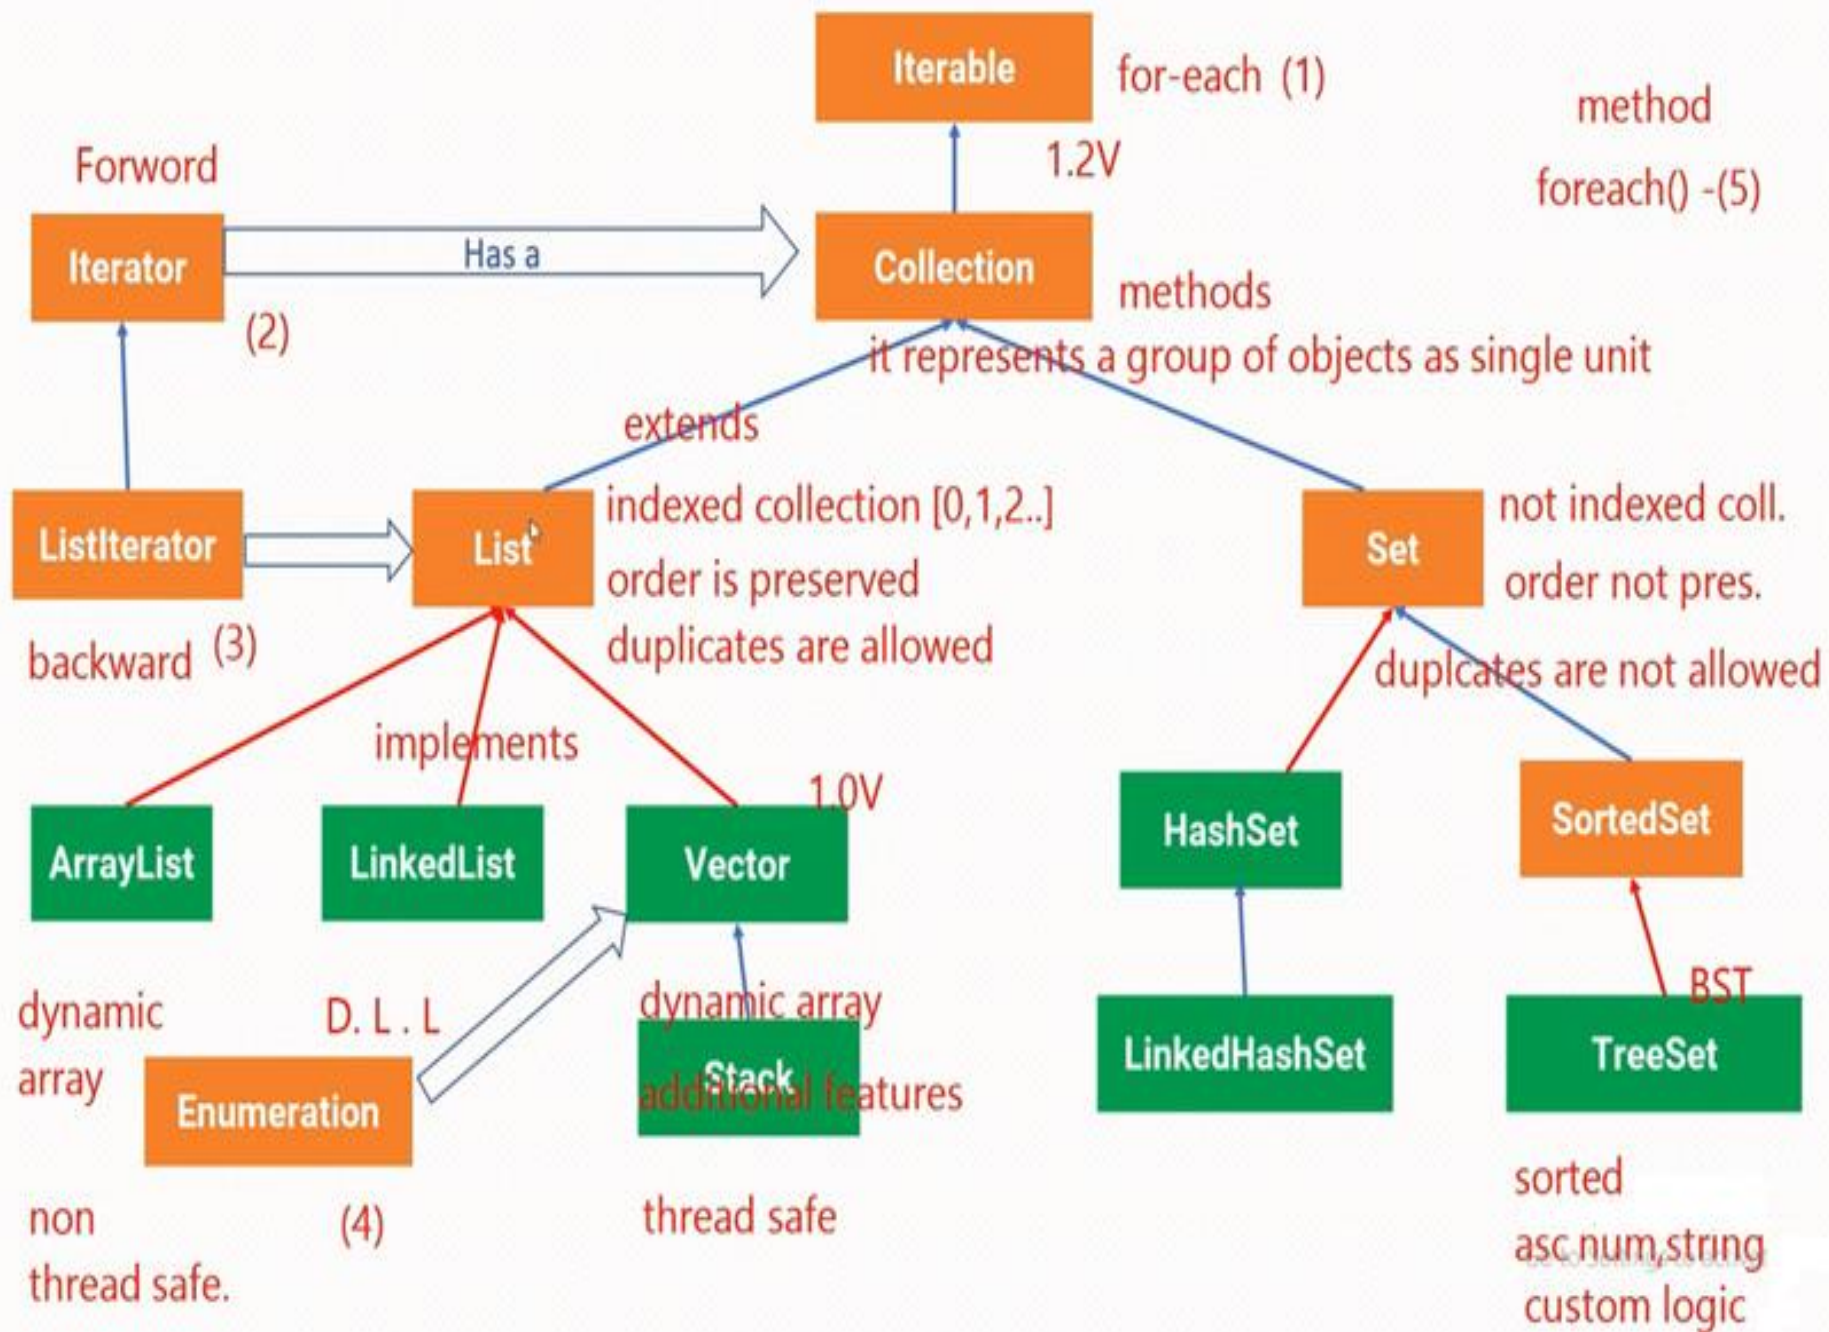 Iterable
for-each (1)
method
1.2V
foreach() -(5)
Forword
Iterator
Has a
Collection
(2)
methods
it represents a group of objects as single unit
extends
ListIterator
List
indexed collection [0,1,2..]
order is preserved
duplicates are allowed
Set
not indexed coll.
order not pres.
duplcates are not allowed
backward (3)
implements
1.0V
ArrayList
LinkedList
Vector
HashSet
SortedSet
dynamic
array
D. L . L
dynamic array
Stack
additional features
BST
LinkedHashSet
TreeSet
Enumeration
(4)
non
thread safe.
thread safe
sorted
asc num,string
custom logic